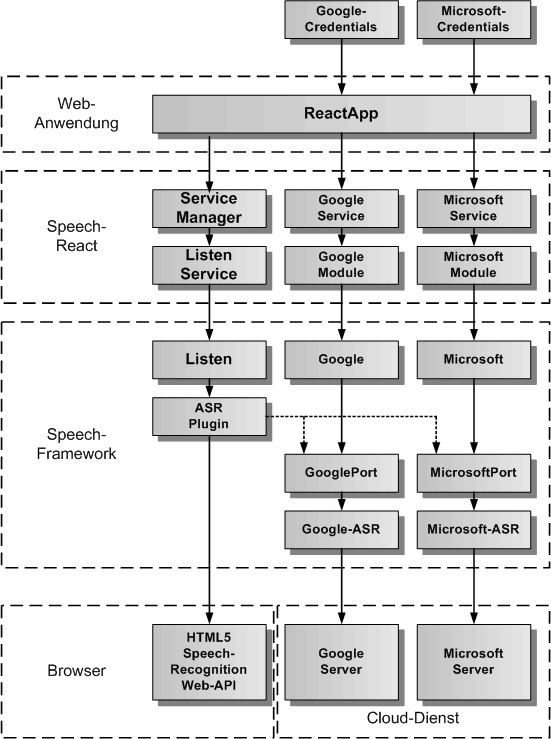 Google-
Credentials
Microsoft-
Credentials
Web-
Anwendung
ReactApp
Speech-
React
Service
Manager
Google
Service
Microsoft
Service
Listen
Service
Google
Module
Microsoft
Module
Speech-
Framework
Listen
Google
Microsoft
ASR
Plugin
GooglePort
MicrosoftPort
Google-ASR
Microsoft-ASR
Browser
HTML5
Speech-
Recognition
Web-API
Google
Server
Microsoft
Server
Cloud-Dienst